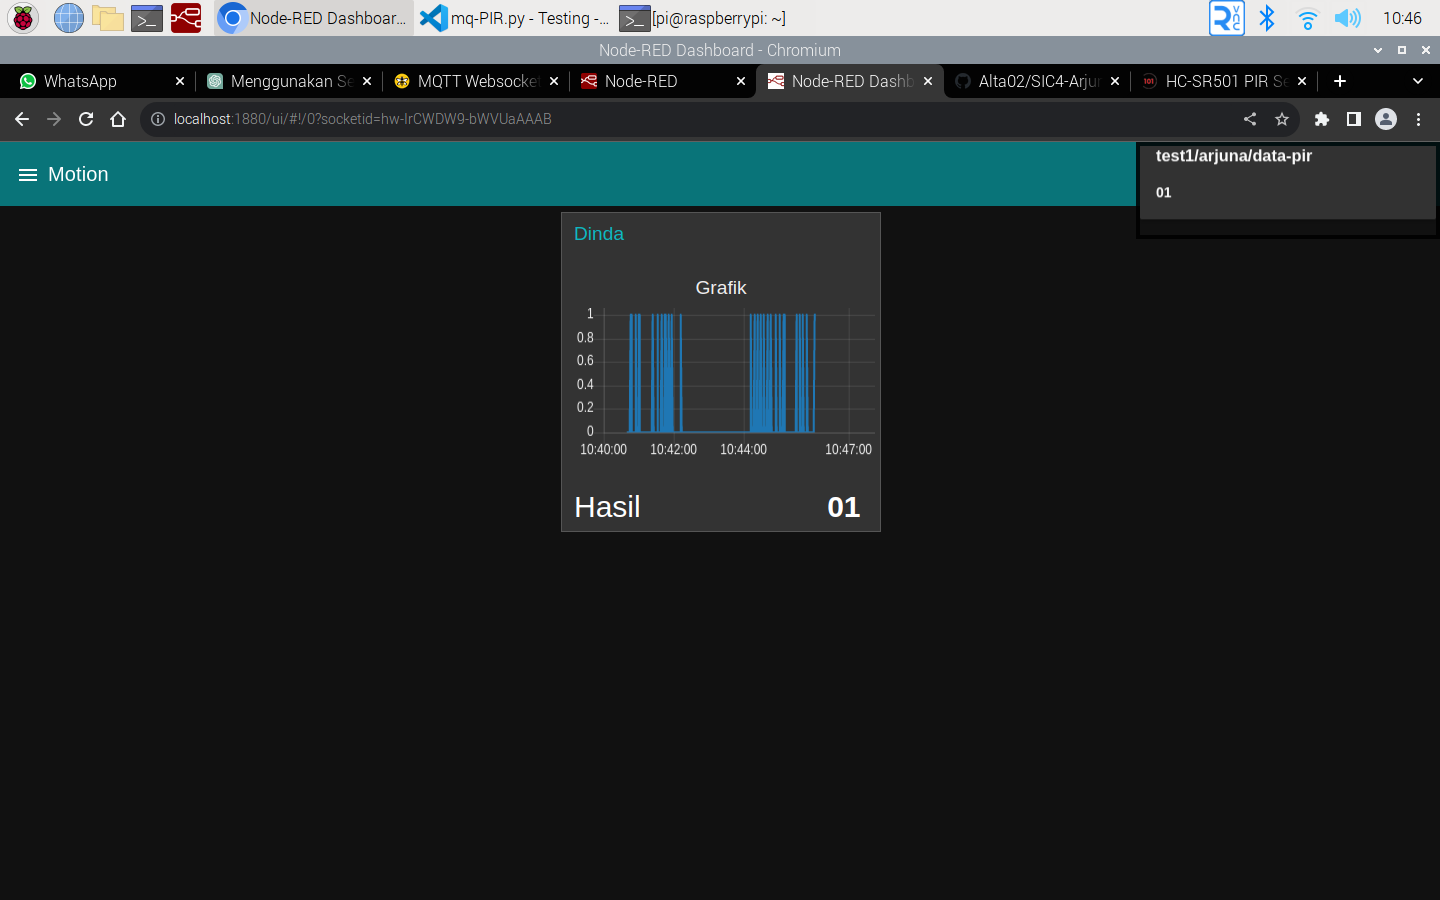 Node-RED Dashboar...
mq-PIR.py - Testing -...
[pi@raspberrypi: ~]
10:46
Node-RED Dashboard - Chromium
WhatsApp
Menggunakan Se
MQTT Websocket
Node-RED
Node-RED Dashb
Alta02/SIC4-Arjun
HC-SR501 PIR Se
localhost:1880/ui/#!/0?socketid=hw-IrCWDW9-bWVUaAAAB
Motion
test1/arjuna/data-pir
01
Dinda
Grafik
1
0.8
0.6
0.4
0.2
0
10:40:00 10:42:00 10:44:00 10:47:00
Hasil 01